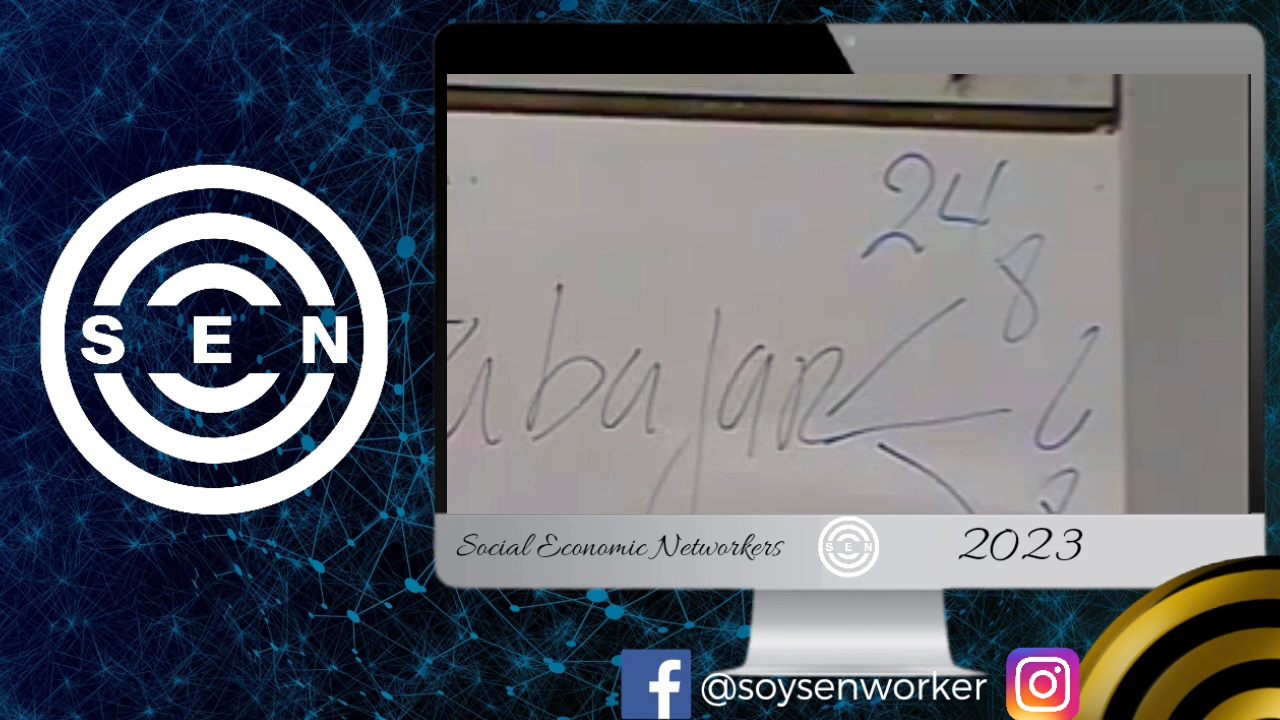 S E N
24
8
abajar
6
Social Economic Networkers
S E N
2023
@soysenworker